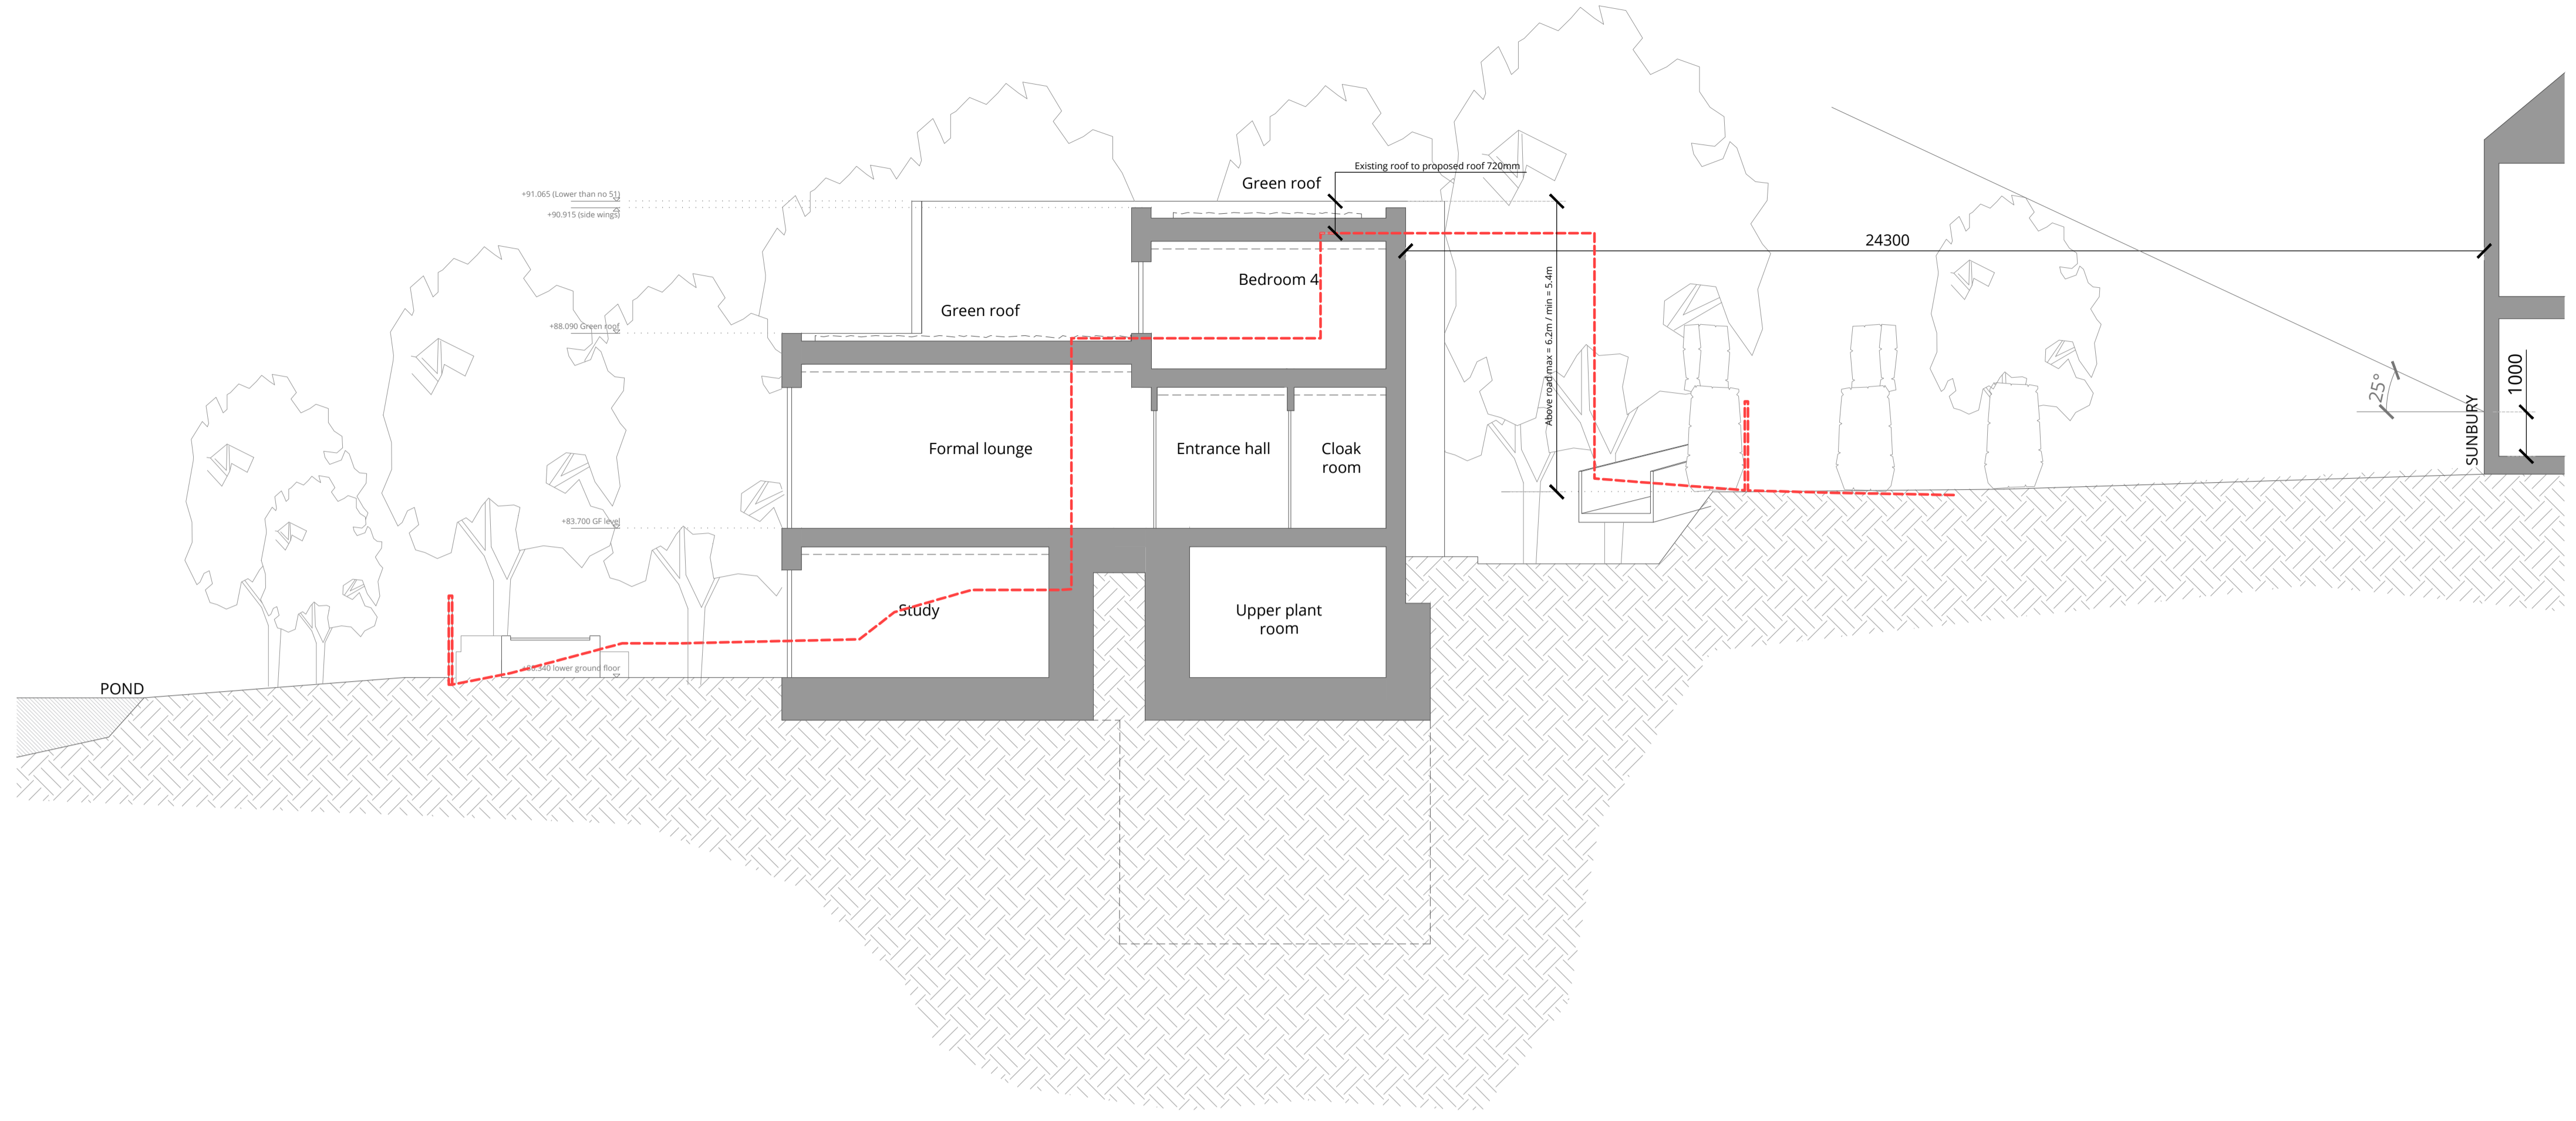 Existing roof to proposed roof 720mm
Green roof
+91.065 (Lower than no 51)
+90.915 (side wings)
24300
Bedroom 4
Green roof
+88.090 Green roof
Above road max = 6.2m / min = 5.4m
25°
1000
SUNBURY
Formal lounge
Entrance hall
Cloak
room
+83.700 GF level
Study
Upper plant
room
lower ground floor
POND